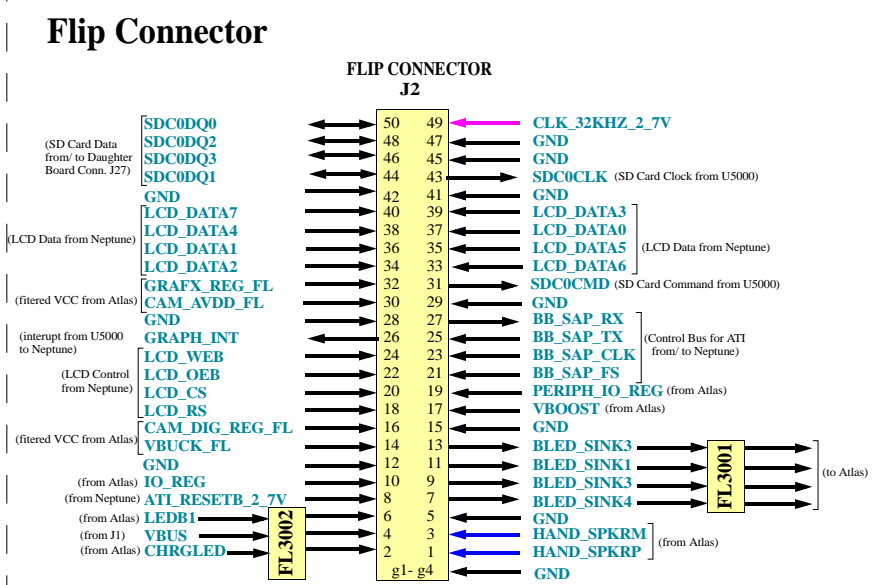 Flip Connector
FLIP CONNECTOR
J2
SDC0DQ0 50 49 CLK_32KHZ_2_7V
(SD Card Data from/ to Daughter Board Conn. J27)
SDC0DQ2 48 47 GND
SDC0DQ3 46 45 GND
SDC0DQ1 44 43 SDC0CLK (SD Card Clock from U5000)
GND 42 41 GND
LCD_DATA7 40 39 LCD_DATA3
(LCD Data from Neptune) LCD_DATA4 38 37 LCD_DATA0
LCD_DATA1 36 35 LCD_DATA5 (LCD Data from Neptune)
LCD_DATA2 34 33 LCD_DATA6
GRAFX_REG_FL 32 31 SDC0CMD (SD Card Command from U5000)
(fitered VCC from Atlas) CAM_AVDD_FL 30 29 GND
GND 28 27 BB_SAP_RX
(interupt from U5000 to Neptune) GRAPH_INT 26 25 BB_SAP_TX (Control Bus for ATI from/ to Neptune)
LCD_WEB 24 23 BB_SAP_CLK
(LCD Control from Neptune) LCD_OEB 22 21 BB_SAP_FS
LCD_CS 20 19 PERIPH_IO_REG (from Atlas)
LCD_RS 18 17 VBOOST (from Atlas)
CAM_DIG_REG_FL 16 15 GND
(fitered VCC from Atlas) VBUCK_FL 14 13 BLED_SINK3
GND 12 11 BLED_SINK1 FL3001 (to Atlas)
(from Atlas) IO_REG 10 9 BLED_SINK3
(from Neptune) ATI_RESETB_2_7V 8 7 BLED_SINK4
(from Atlas) LEDB1 6 5 GND
(from J1) VBUS FL3002 4 3 HAND_SPKRM (from Atlas)
(from Atlas) CHRGLED 2 1 HAND_SPKRP
g1- g4 GND